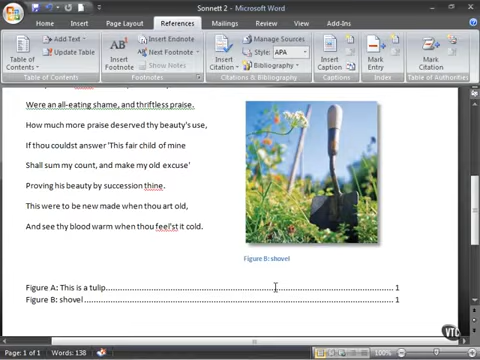 Sonnett 2 - Microsoft Word
Home Insert Page Layout References Mailings Review View Add-Ins
Table of Contents
Add Text
Update Table
Table of Contents
AB¹
Insert Footnote
Insert Endnote
Next Footnote
Show Notes
Footnotes
Insert Citation
Manage Sources
Style: APA
Bibliography
Citations & Bibliography
Insert Caption
Captions
Mark Entry
Index
Mark Citation
Table of Authorities
Were an all-eating shame, and thriftless praise.
How much more praise deserved thy beauty's use,
If thou couldst answer 'This fair child of mine
Shall sum my count, and make my old excuse'
Proving his beauty by succession thine.
This were to be new made when thou art old,
And see thy blood warm when thou feel'st it cold.
Figure B: shovel
Figure A: This is a tulip 1
Figure B: shovel 1
VTC
Page: 1 of 1 Words: 138 100%